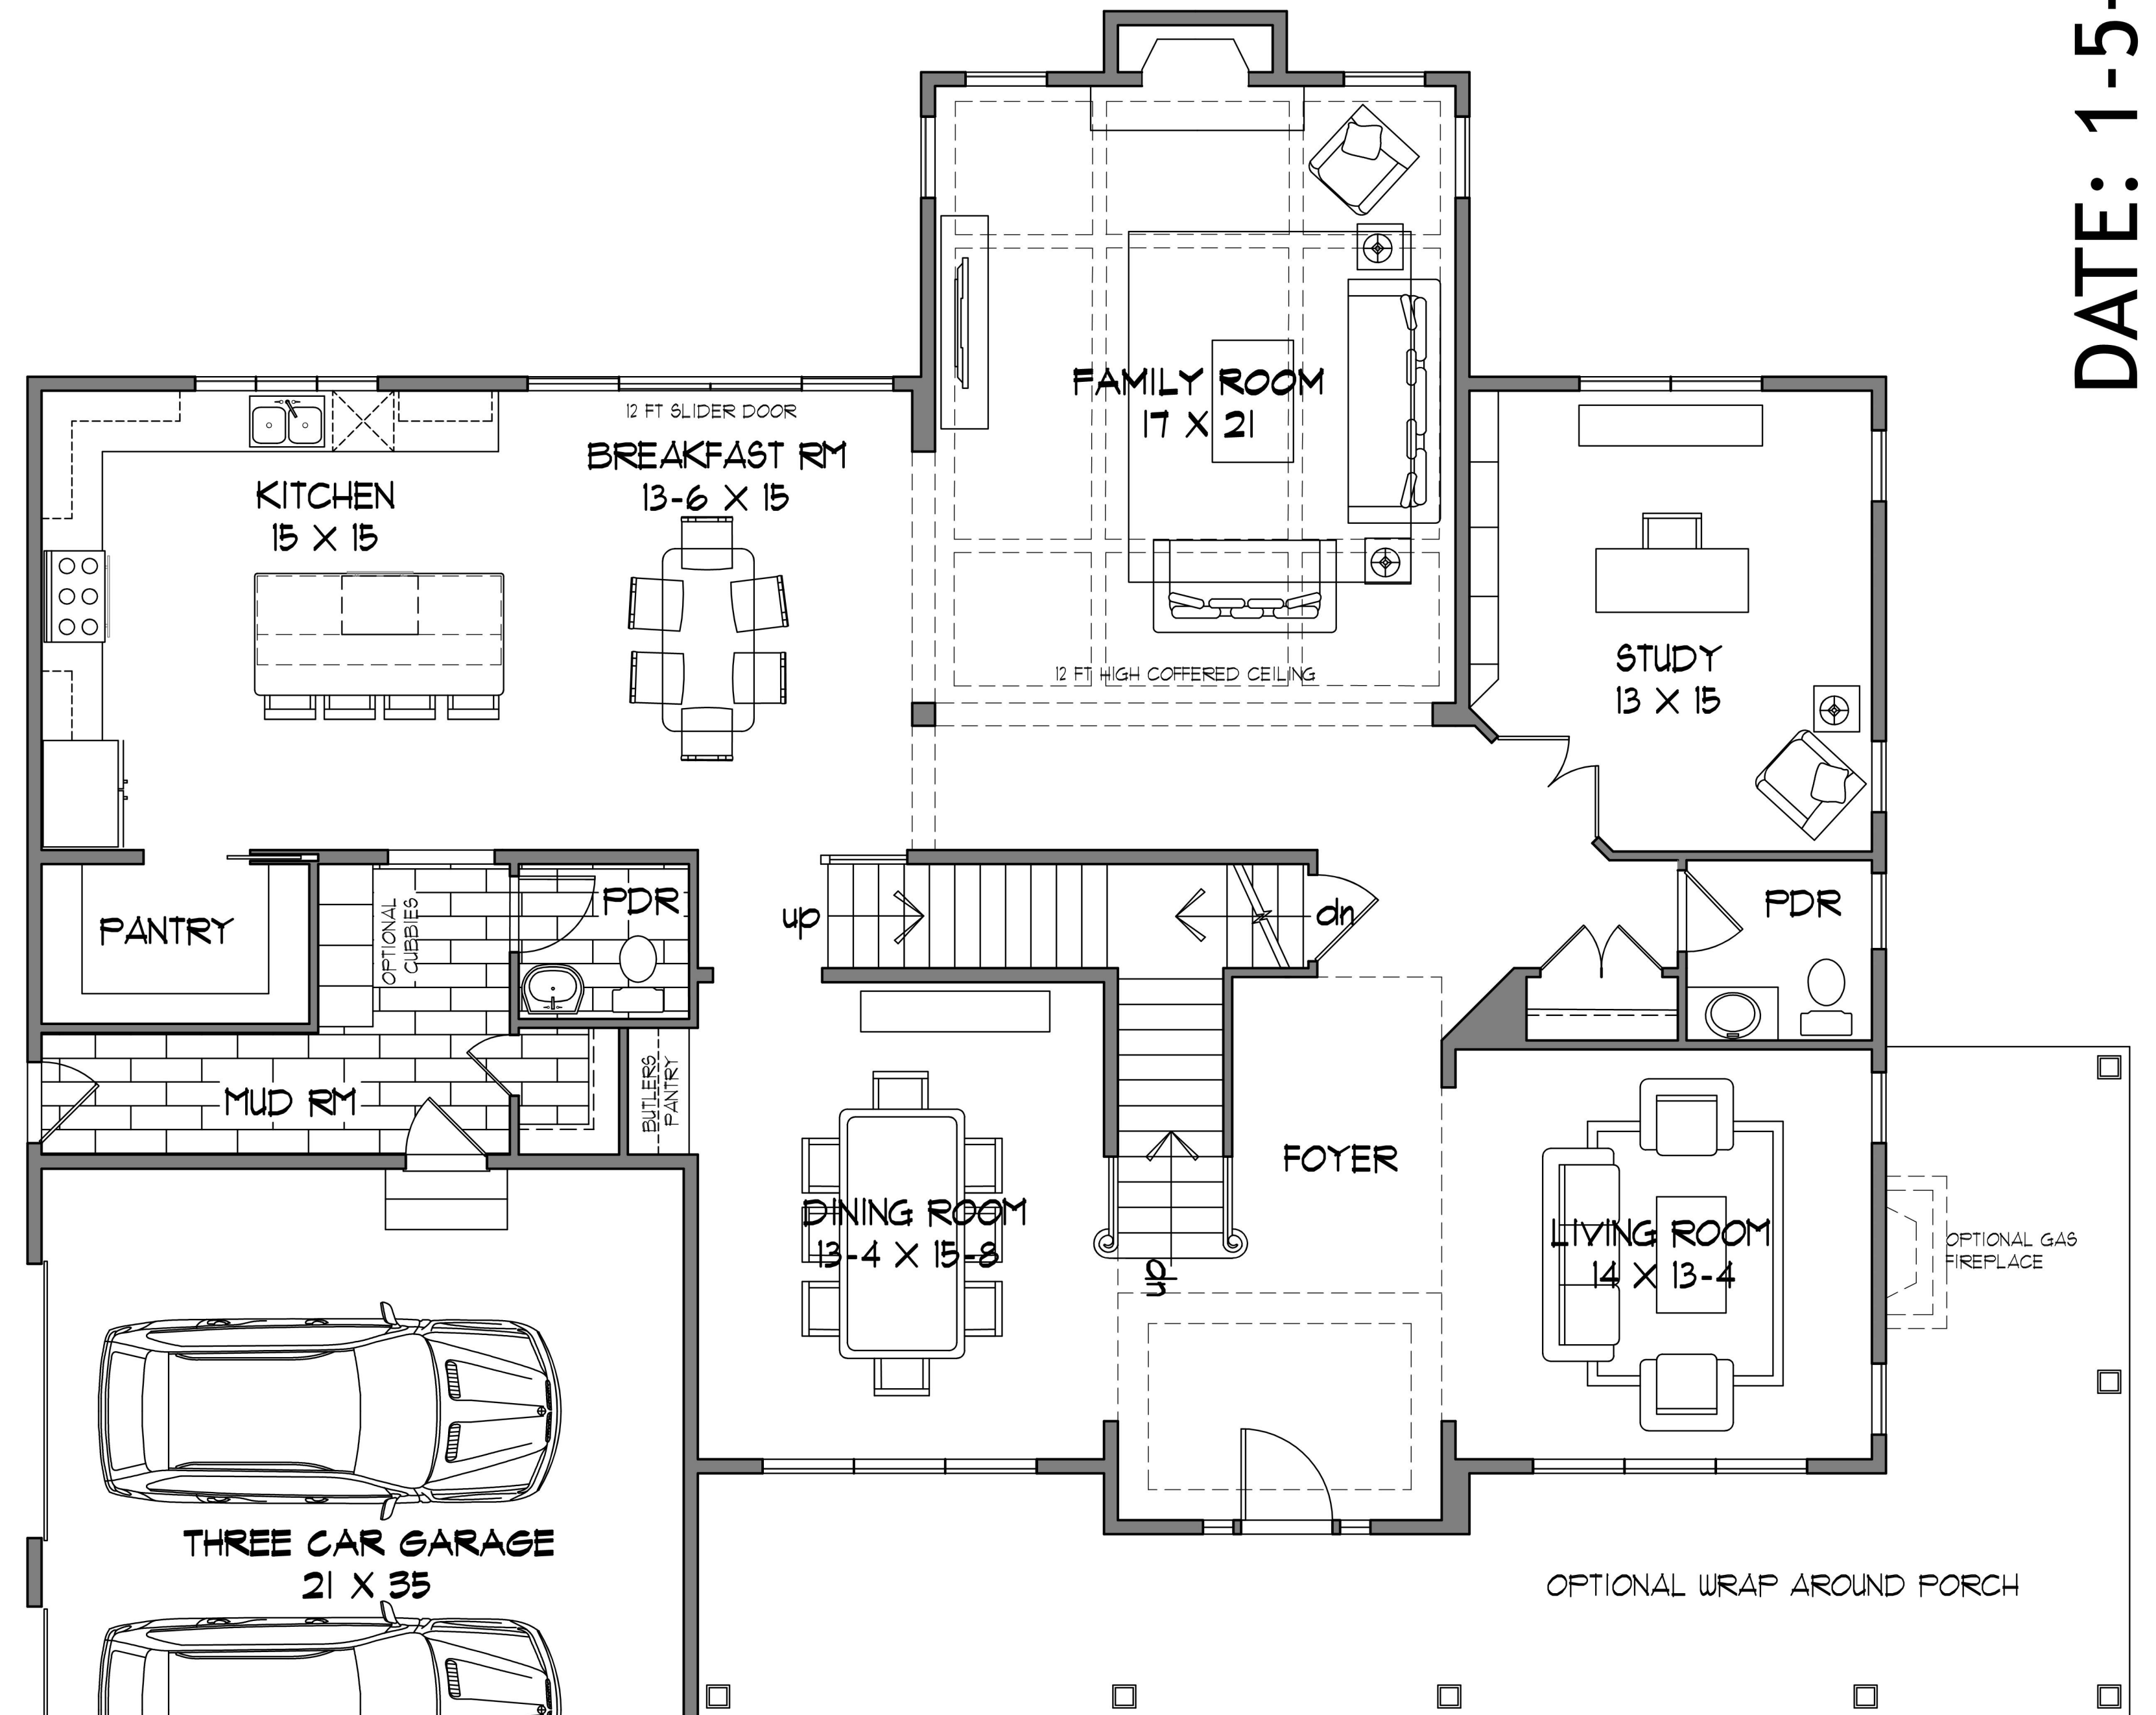 DATE: 1-5-
12 FT SLIDER DOOR
BREAKFAST RM
13-6 X 15
KITCHEN
15 X 15
FAMILY ROOM
17 X 21
12 FT HIGH COFFERED CEILING
STUDY
13 X 15
PANTRY
OPTIONAL
CUBBIES
PDR
up
dn
PDR
MUD RM
BUTLERS
PANTRY
DINING ROOM
13-4 X 15-8
up
FOYER
LIVING ROOM
14 X 13-4
OPTIONAL GAS
FIREPLACE
THREE CAR GARAGE
21 X 35
OPTIONAL WRAP AROUND PORCH